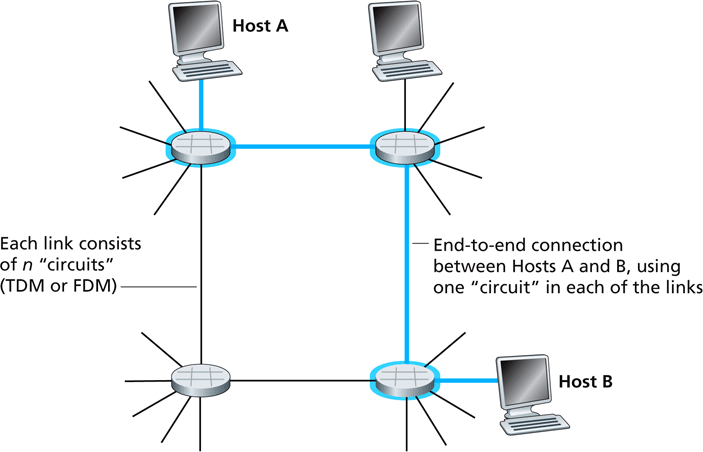 Host A
Each link consists
of n “circuits”
(TDM or FDM)
End-to-end connection
between Hosts A and B, using
one “circuit” in each of the links
Host B